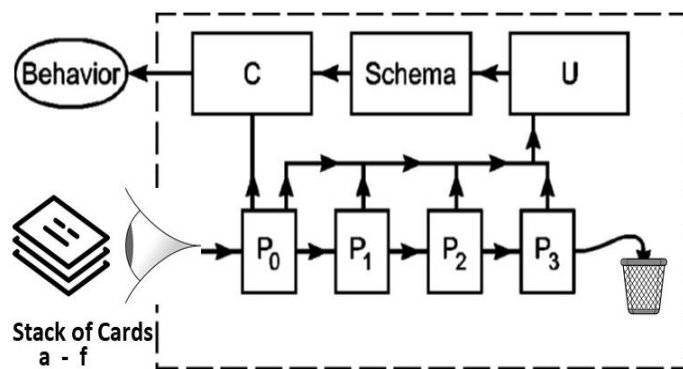 Behavior
C
Schema
U
P0
P1
P2
P3
Stack of Cards
a - f